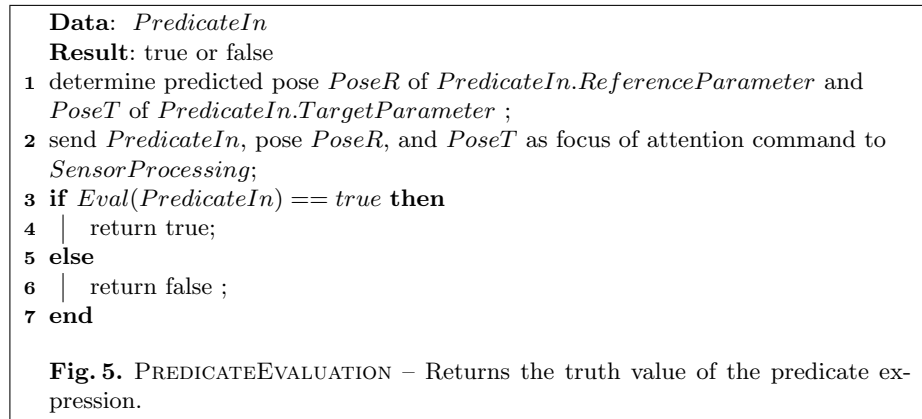 Data: PredicateIn
Result: true or false
1 determine predicted pose PoseR of PredicateIn.ReferenceParameter and
PoseT of PredicateIn.TargetParameter ;
2 send PredicateIn, pose PoseR, and PoseT as focus of attention command to
SensorProcessing;
3 if Eval(PredicateIn) == true then
4 return true;
5 else
6 return false ;
7 end
Fig. 5. PREDICATEEVALUATION – Returns the truth value of the predicate ex-
pression.